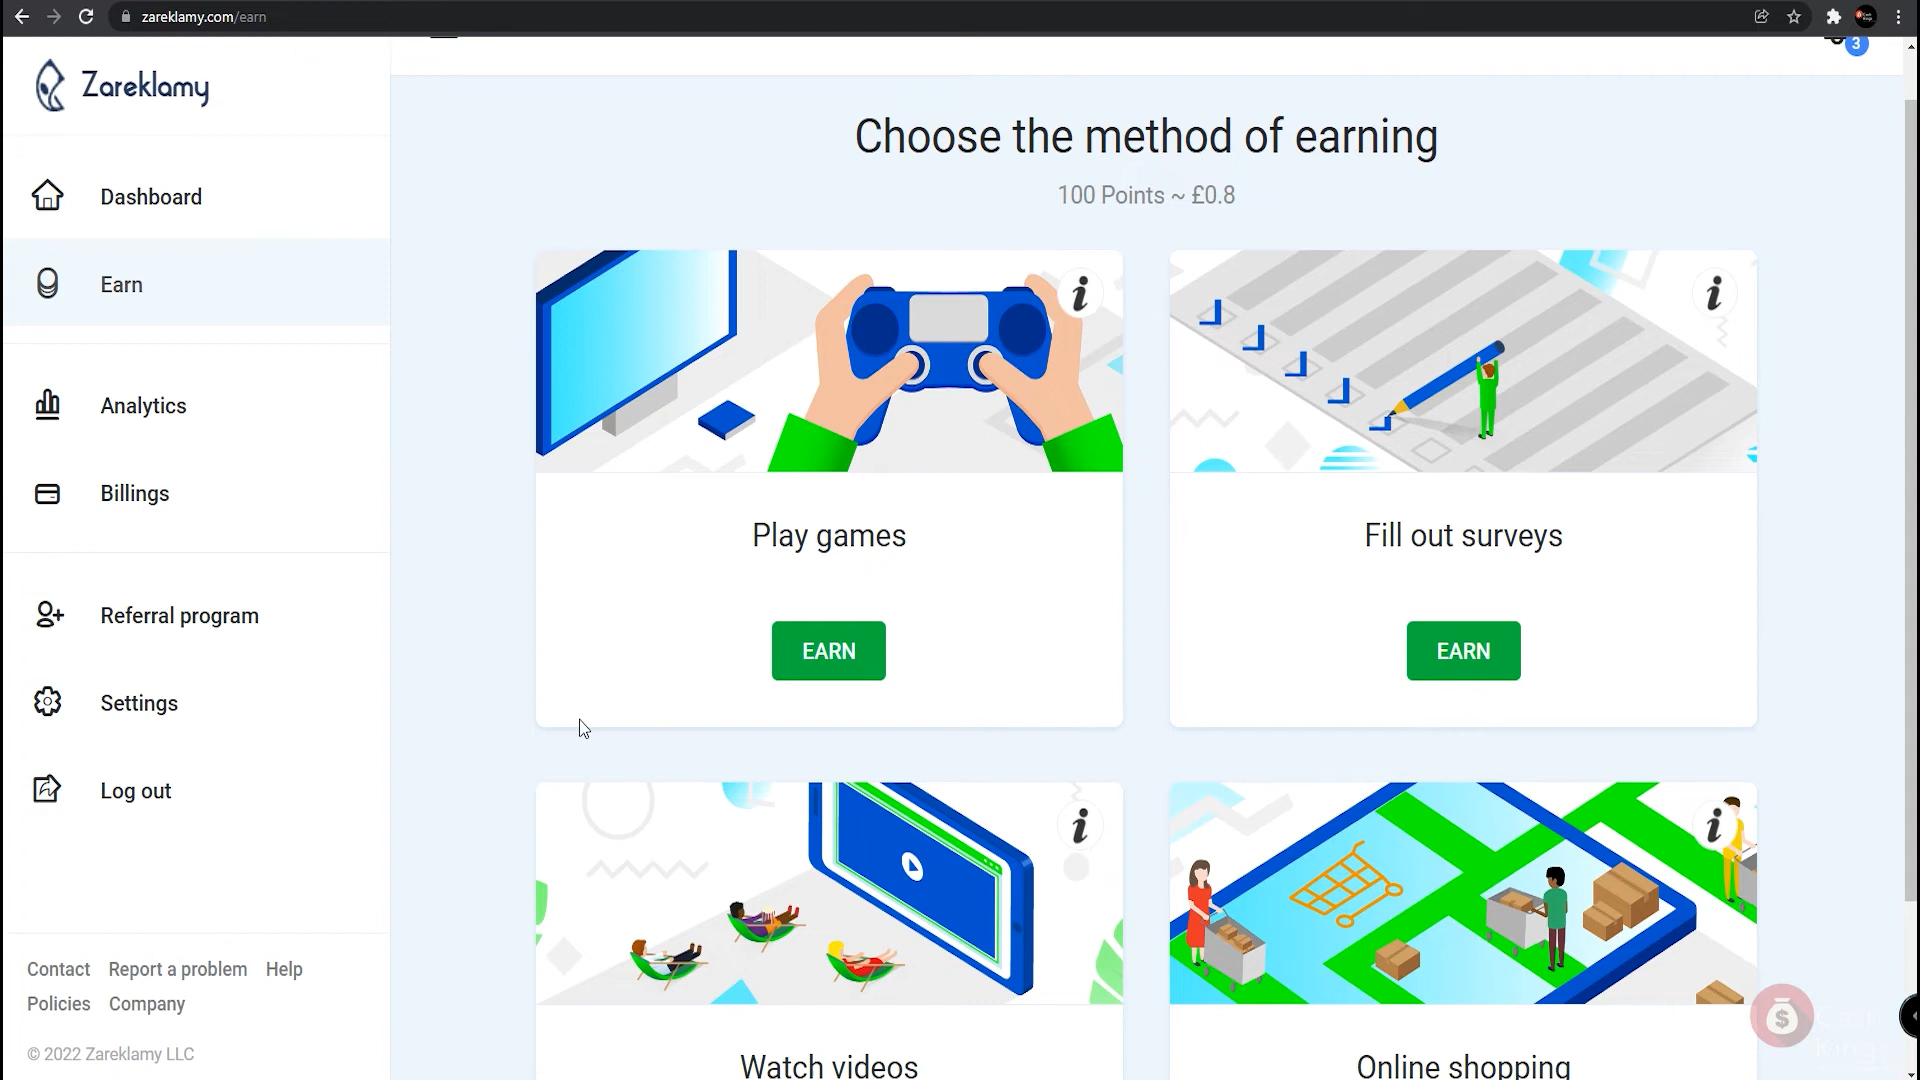 zareklamy.com/earn
3
Zareklamy
Choose the method of earning
100 Points ~ £0.8
Dashboard
Earn
Analytics
Billings
Referral program
Settings
Log out
Play games
Fill out surveys
EARN
EARN
Watch videos
Online shopping
Contact Report a problem Help
Policies Company
© 2022 Zareklamy LLC